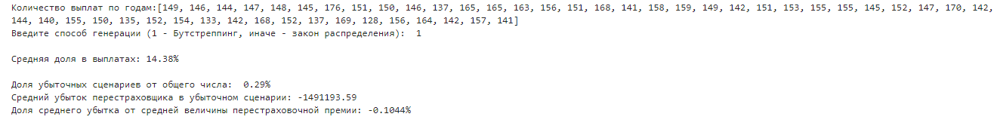 Количество выплат по годам:[149, 146, 144, 147, 148, 145, 176, 151, 150, 146, 137, 165, 165, 163, 156, 151, 168, 141, 158, 159, 149, 142, 151, 153, 155, 155, 145, 152, 147, 170, 142,
144, 140, 155, 150, 135, 152, 154, 133, 142, 168, 152, 137, 169, 128, 156, 164, 142, 157, 141]
Введите способ генерации (1 - Бутстреппинг, иначе - закон распределения):  1
Средняя доля в выплатах: 14.38%
Доля убыточных сценариев от общего числа:  0.29%
Средний убыток перестраховщика в убыточном сценарии: -1491193.59
Доля среднего убытка от средней величины перестраховочной премии: -0.1044%